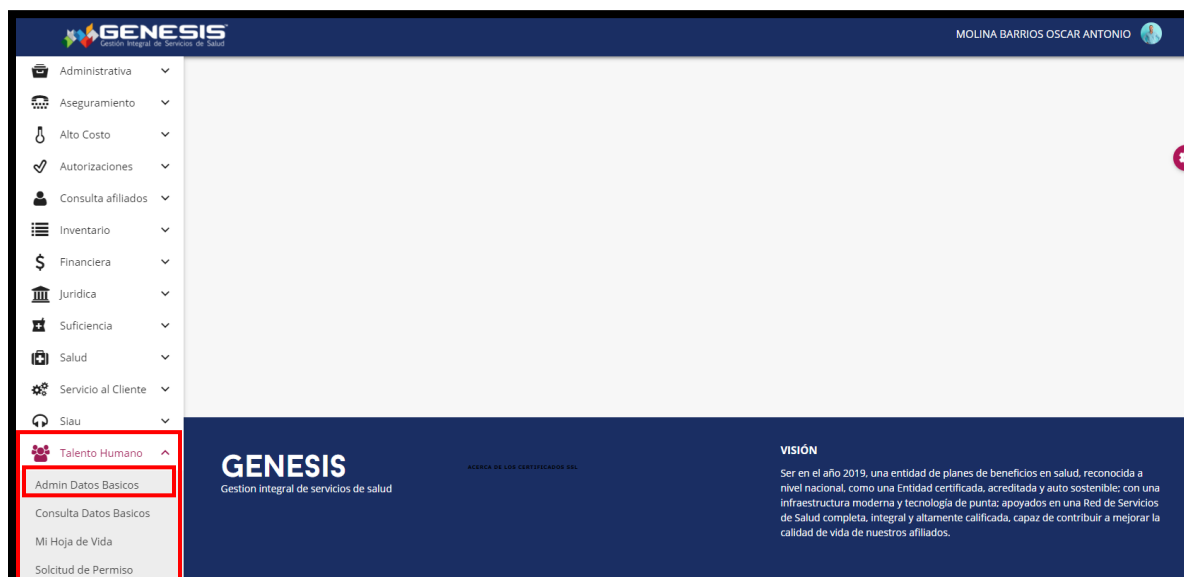 GENESIS
Gestión Integral de Servicios de Salud
MOLINA BARRIOS OSCAR ANTONIO
Administrativa
Aseguramiento
Alto Costo
Autorizaciones
Consulta afiliados
Inventario
$ Financiera
Juridica
Suficiencia
Salud
Servicio al Cliente
Siau
Talento Humano
Admin Datos Basicos
Consulta Datos Basicos
Mi Hoja de Vida
Solcitud de Permiso
GENESIS
Gestion integral de servicios de salud
ACERCA DE LOS CERTIFICADOS SSL
VISIÓN
Ser en el año 2019, una entidad de planes de beneficios en salud, reconocida a
nivel nacional, como una Entidad certificada, acreditada y auto sostenible; con una
infraestructura moderna y tecnología de punta; apoyados en una Red de Servicios
de Salud completa, integral y altamente calificada, capaz de contribuir a mejorar la
calidad de vida de nuestros afiliados.